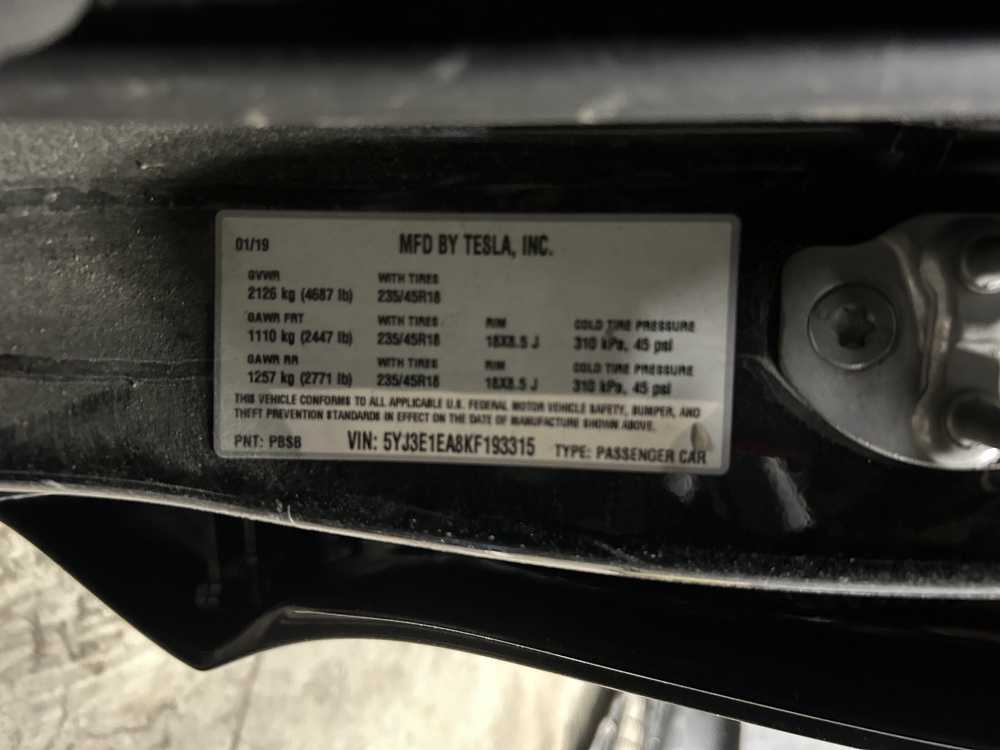 01/19 MFD BY TESLA, INC.
GVWR WITH TIRES
2126 kg (4687 lb) 235/45R18
GAWR FRT WITH TIRES RIM COLD TIRE PRESSURE
1110 kg (2447 lb) 235/45R18 18X8.5 J 310 kPa, 45 psi
GAWR RR WITH TIRES RIM COLD TIRE PRESSURE
1257 kg (2771 lb) 235/45R18 18X8.5 J 310 kPa, 45 psi
THIS VEHICLE CONFORMS TO ALL APPLICABLE U.S. FEDERAL MOTOR VEHICLE SAFETY, BUMPER, AND
THEFT PREVENTION STANDARDS IN EFFECT ON THE DATE OF MANUFACTURE SHOWN ABOVE.
PNT: PBSB VIN: 5YJ3E1EA8KF193315 TYPE: PASSENGER CAR